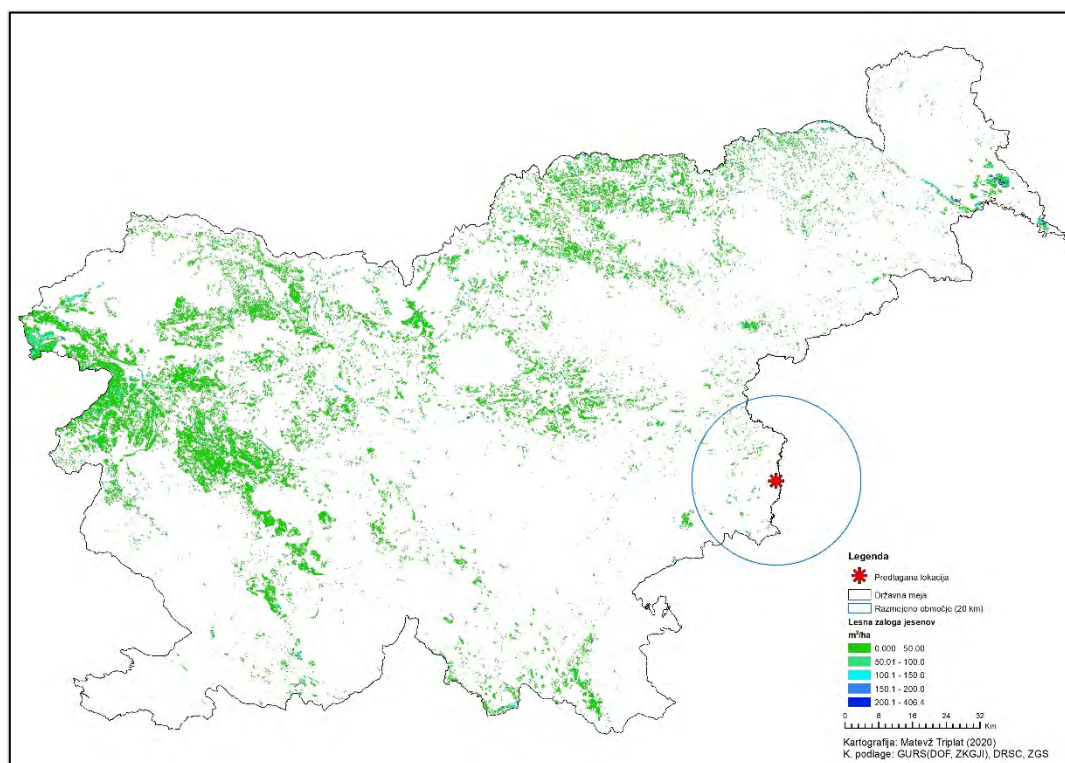 Legenda
Predlagana lokacija
Državna meja
Razmejeno območje (20 km)
Lesna zaloga jesenov
m³/ha
0.000 - 50.00
50.01 - 100.0
100.1 - 150.0
150.1 - 200.0
200.1 - 406.4
0 4 8 16 24 32
Km
Kartografija: Matevž Triplat (2020)
K. podlage: GURS(DOF, ZKGJI), DRSC, ZGS